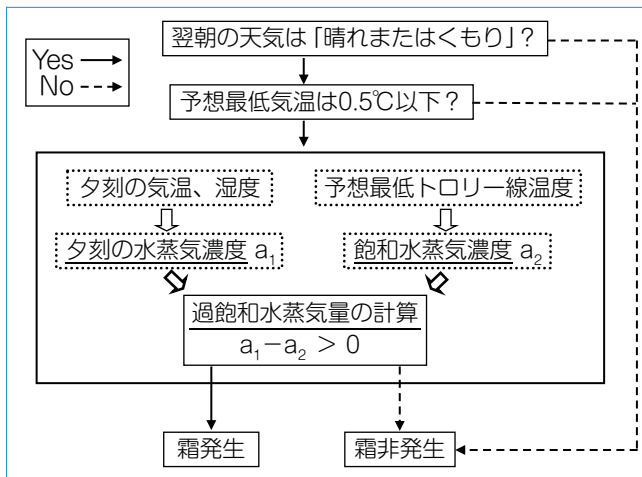 Yes
No
翌朝の天気は「晴れまたはくもり」?
予想最低気温は0.5℃以下?
夕刻の気温、湿度
予想最低トロリー線温度
夕刻の水蒸気濃度 a₁
飽和水蒸気濃度 a₂
過飽和水蒸気量の計算
a₁−a₂ > 0
霜発生
霜非発生